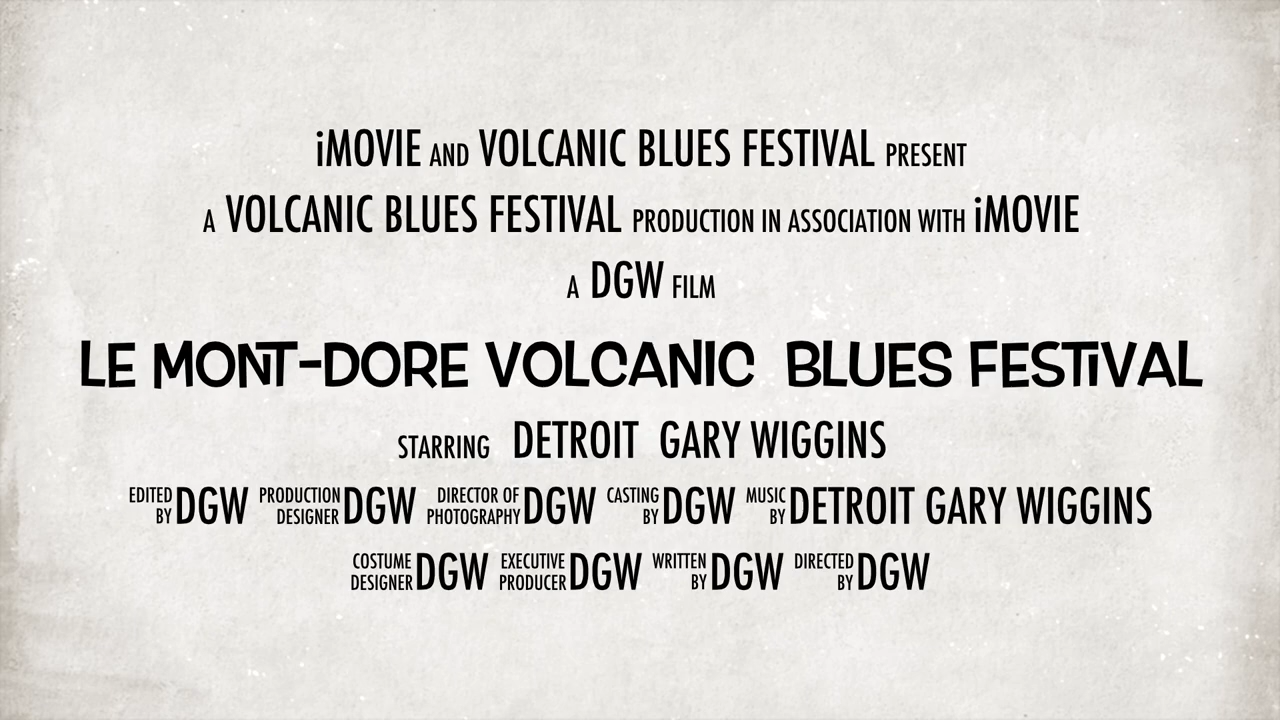 iMOVIE AND VOLCANIC BLUES FESTIVAL PRESENT
A VOLCANIC BLUES FESTIVAL PRODUCTION IN ASSOCIATION WITH iMOVIE
A DGW FILM
LE MONT-DORE VOLCANIC BLUES FESTIVAL
STARRING DETROIT GARY WIGGINS
EDITED BY DGW PRODUCTION DESIGNER DGW DIRECTOR OF PHOTOGRAPHY DGW CASTING BY DGW MUSIC BY DETROIT GARY WIGGINS
COSTUME DESIGNER DGW EXECUTIVE PRODUCER DGW WRITTEN BY DGW DIRECTED BY DGW